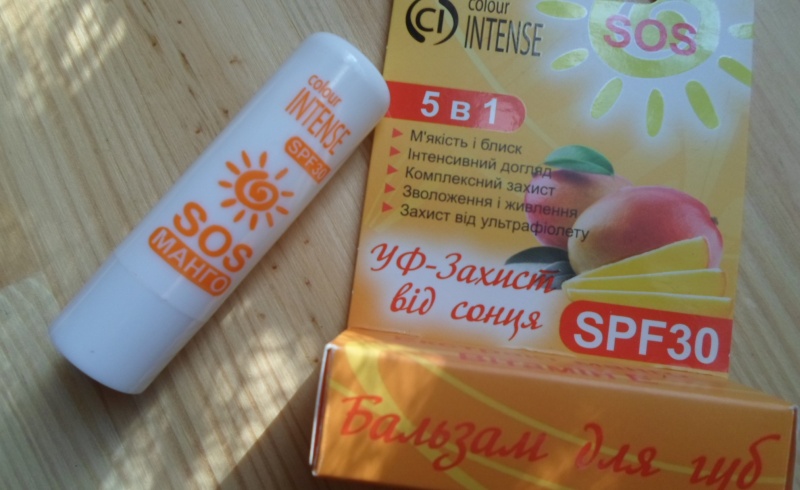 colour
INTENSE
SPF30
SOS
МАНГО
CI
colour
INTENSE
SOS
5 в 1
М'якість і блиск
Інтенсивний догляд
Комплексний захист
Зволоження і живлення
Захист від ультрафіолету
УФ-Захист
від сонця
SPF30
Бальзам для губ